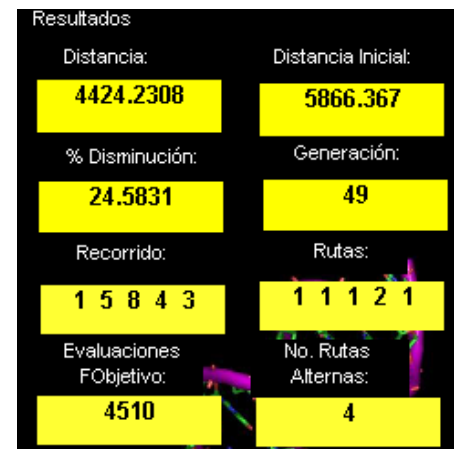 Resultados
Distancia: Distancia Inicial:
4424.2308 5866.367
% Disminución: Generación:
24.5831 49
Recorrido: Rutas:
1 5 8 4 3 1 1 1 2 1
Evaluaciones No. Rutas
FObjetivo: Alternas:
4510 4